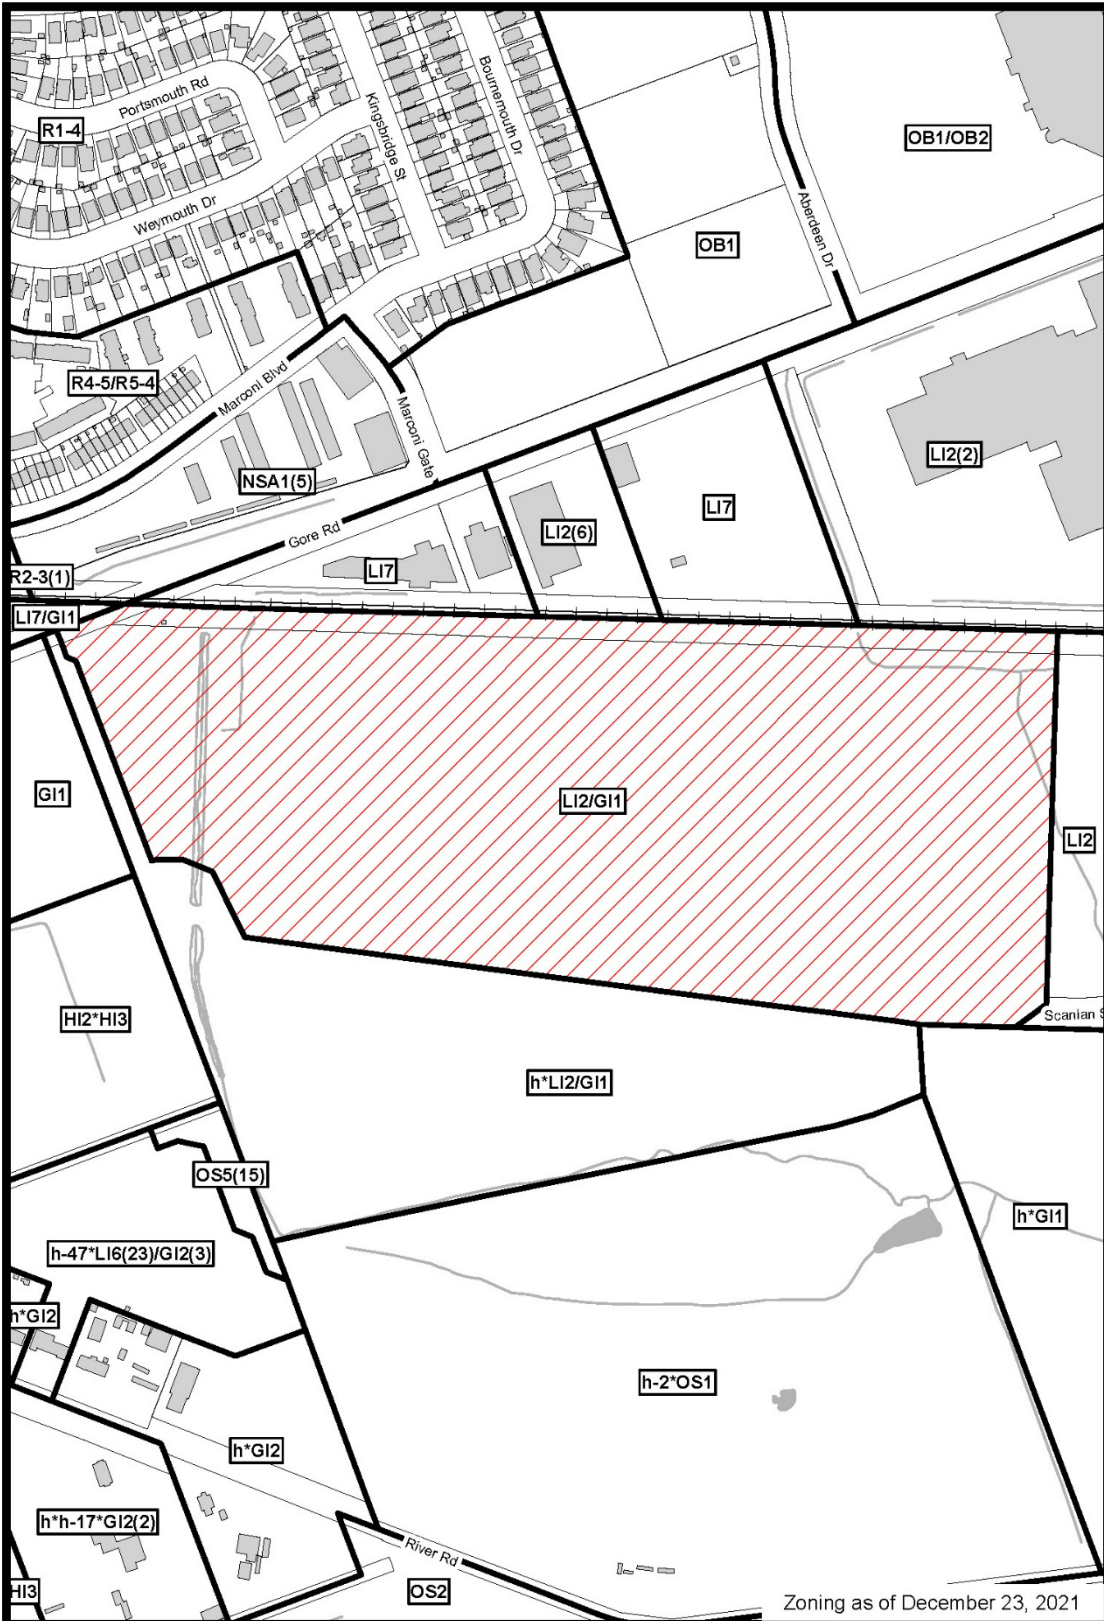 Portsmouth Rd
R1-4
Kingsbridge St
Bournemouth Dr
OB1/OB2
Weymouth Dr
Aberdeen Dr
OB1
R4-5/R5-4
Marconi Blvd
Marconi Gate
LI2(2)
NSA1(5)
LI7
Gore Rd
LI2(6)
LI7
R2-3(1)
LI7/GI1
GI1
LI2/GI1
LI2
HI2*HI3
Scanian S
h*LI2/GI1
OS5(15)
h*GI1
h-47*LI6(23)/GI2(3)
h*GI2
h-2*OS1
h*GI2
h*h-17*GI2(2)
River Rd
HI3
OS2
Zoning as of December 23, 2021